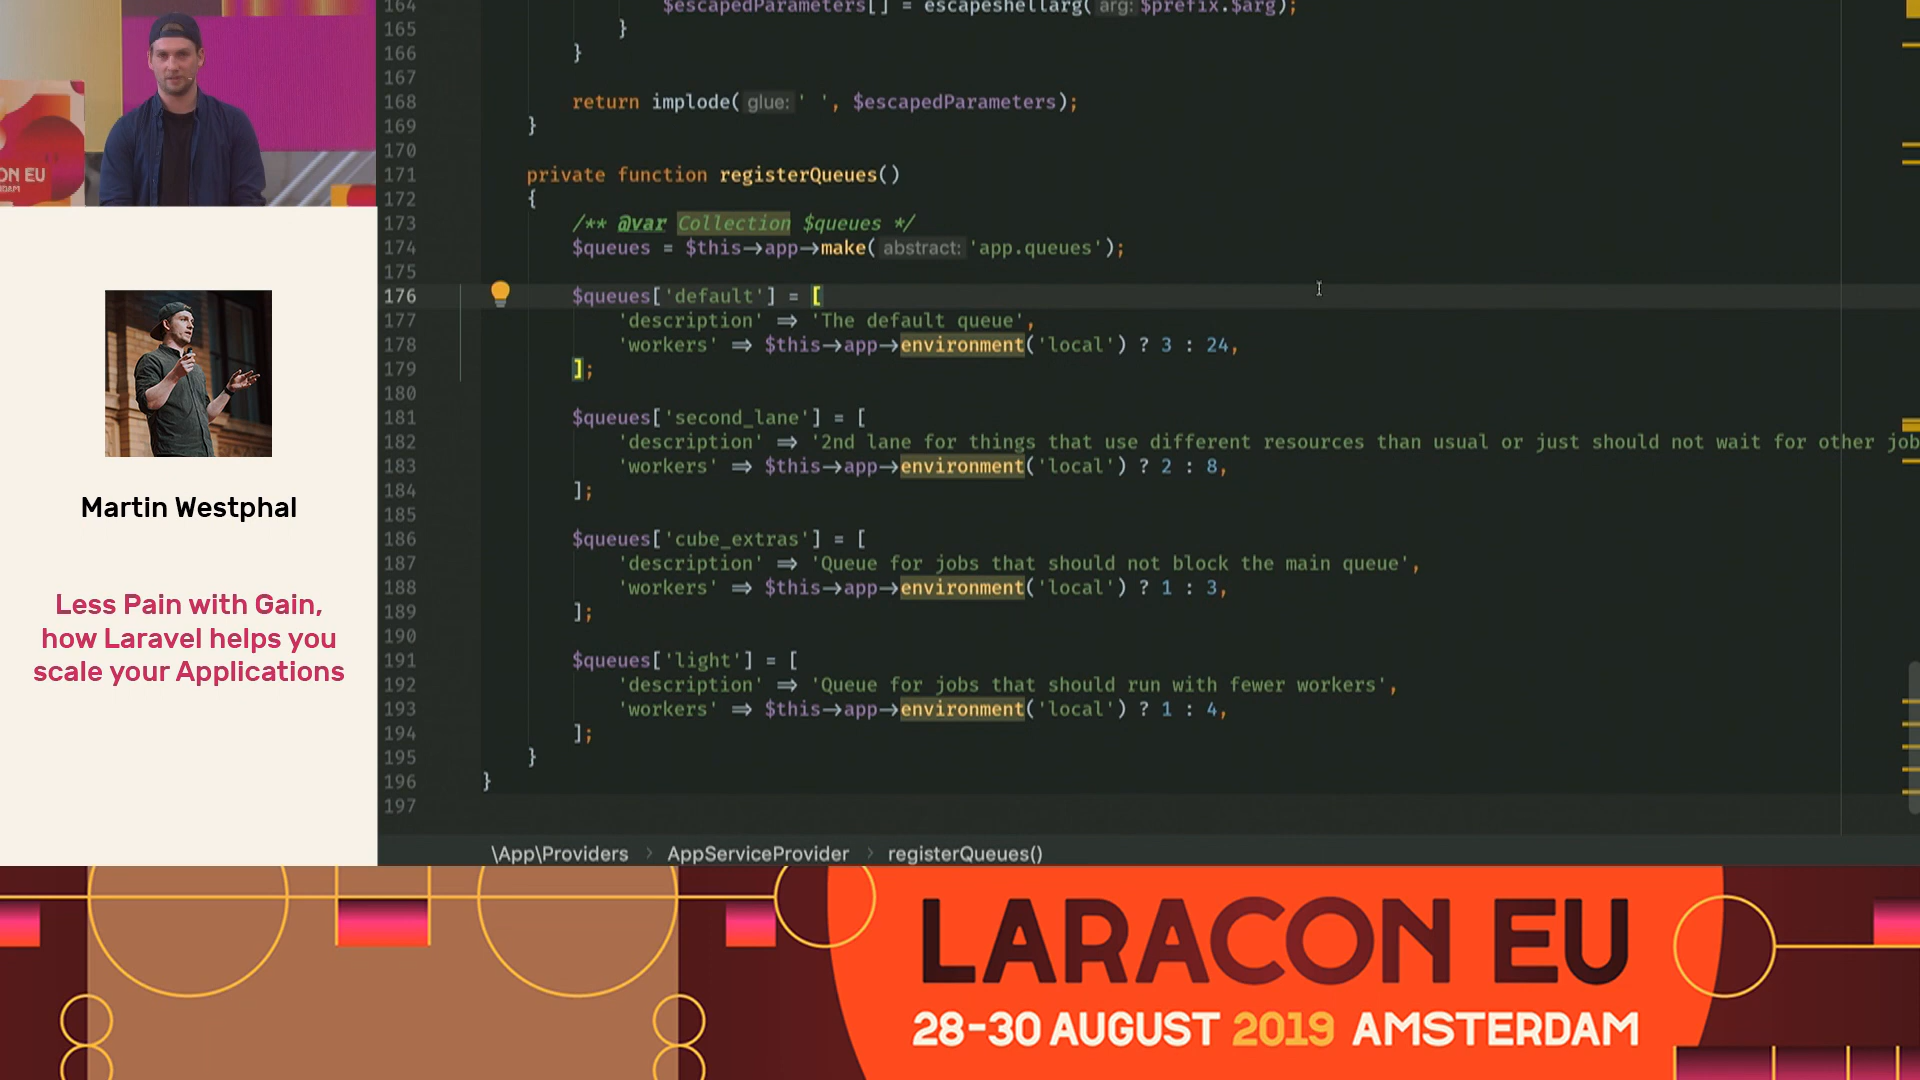 ON EU
Martin Westphal
Less Pain with Gain,
how Laravel helps you
scale your Applications
164 $escapedParameters[] = escapeshellarg( arg: $prefix.$arg);
165 }
166 }
167
168 return implode( glue: ' ', $escapedParameters);
169 }
170
171 private function registerQueues()
172 {
173 /** @var Collection $queues */
174 $queues = $this→app→make( abstract: 'app.queues');
175
176 $queues['default'] = [
177 'description' ⇒ 'The default queue',
178 'workers' ⇒ $this→app→environment('local') ? 3 : 24,
179 ];
180
181 $queues['second_lane'] = [
182 'description' ⇒ '2nd lane for things that use different resources than usual or just should not wait for other job
183 'workers' ⇒ $this→app→environment('local') ? 2 : 8,
184 ];
185
186 $queues['cube_extras'] = [
187 'description' ⇒ 'Queue for jobs that should not block the main queue',
188 'workers' ⇒ $this→app→environment('local') ? 1 : 3,
189 ];
190
191 $queues['light'] = [
192 'description' ⇒ 'Queue for jobs that should run with fewer workers',
193 'workers' ⇒ $this→app→environment('local') ? 1 : 4,
194 ];
195 }
196 }
197
\App\Providers › AppServiceProvider › registerQueues()
LARACON EU
28-30 AUGUST 2019 AMSTERDAM